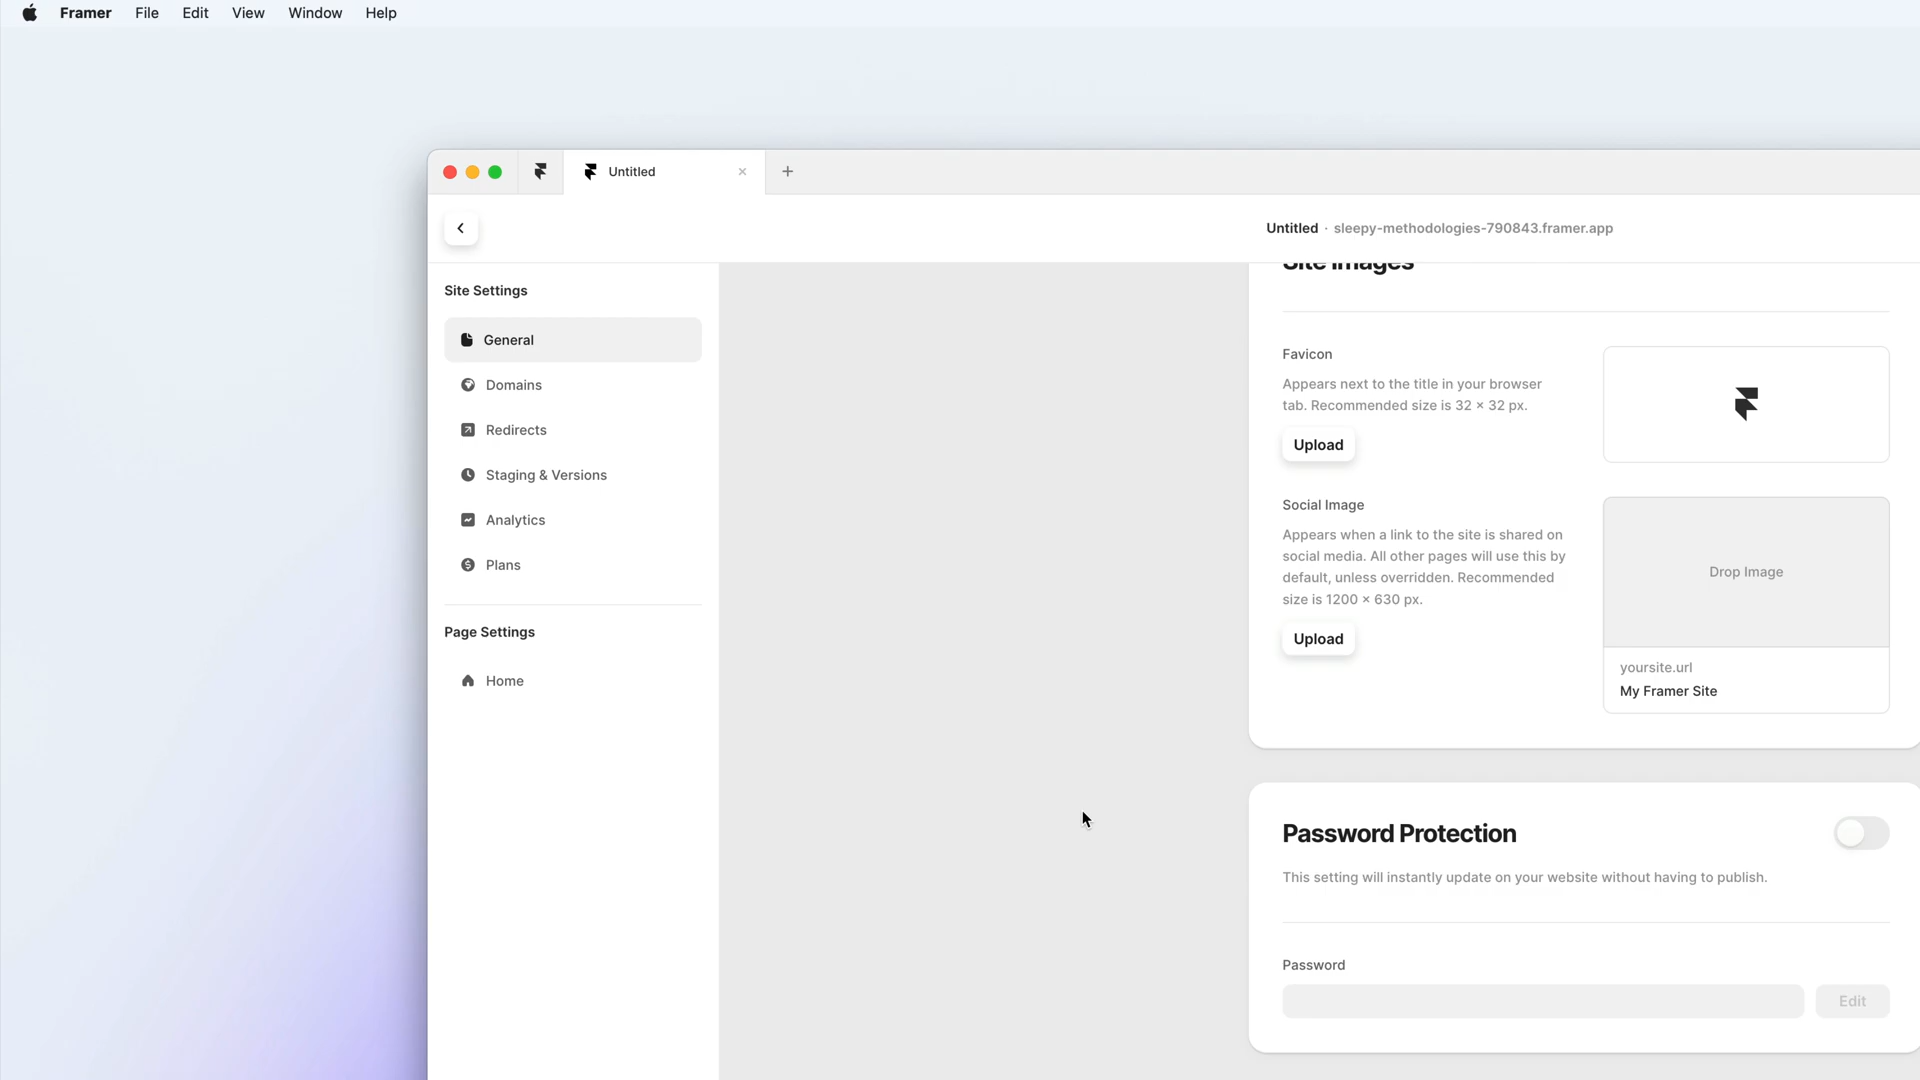 Framer File Edit View Window Help
Untitled
Untitled · sleepy-methodologies-790843.framer.app
Site Settings
General
Domains
Redirects
Staging & Versions
Analytics
Plans
Page Settings
Home
Site Images
Favicon
Appears next to the title in your browser
tab. Recommended size is 32 × 32 px.
Upload
Social Image
Appears when a link to the site is shared on
social media. All other pages will use this by
default, unless overridden. Recommended
size is 1200 × 630 px.
Upload
Drop Image
yoursite.url
My Framer Site
Password Protection
This setting will instantly update on your website without having to publish.
Password
Edit